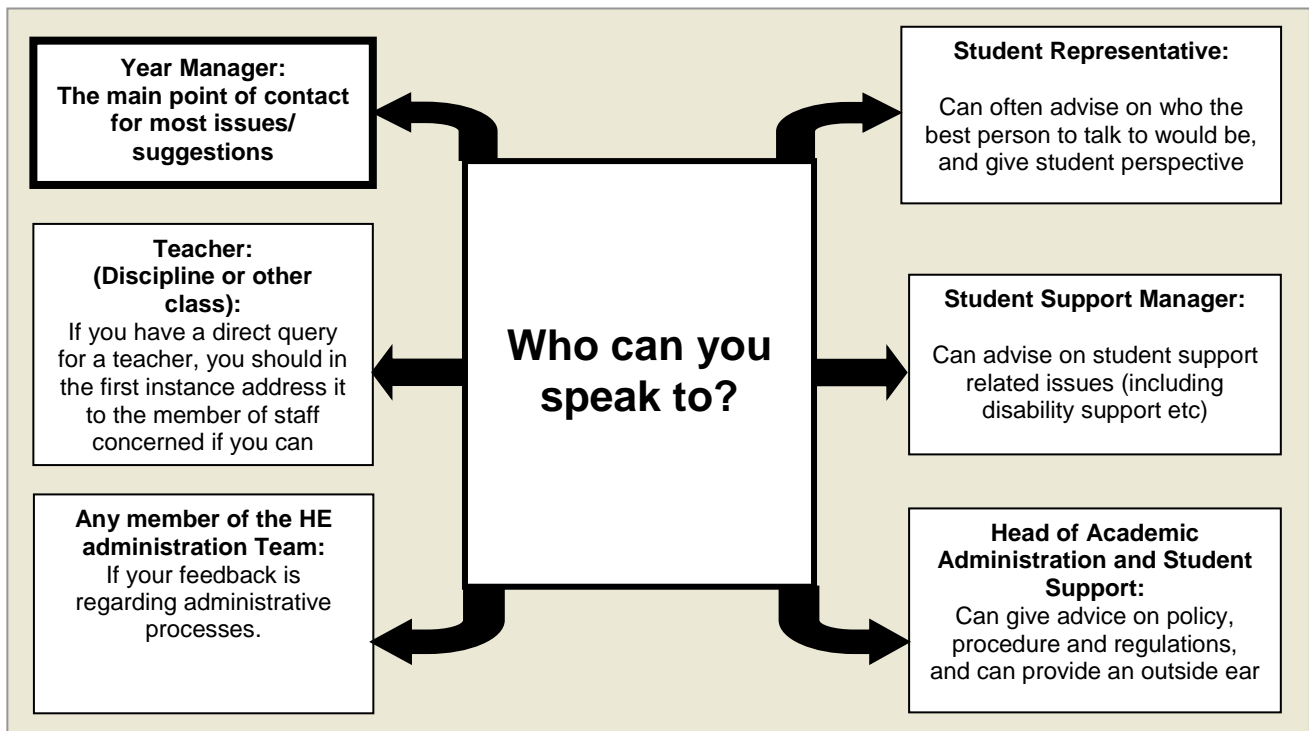 Year Manager:
The main point of contact
for most issues/
suggestions
Teacher:
(Discipline or other
class):
If you have a direct query
for a teacher, you should in
the first instance address it
to the member of staff
concerned if you can
Any member of the HE
administration Team:
If your feedback is
regarding administrative
processes.
Who can you
speak to?
Student Representative:
Can often advise on who the
best person to talk to would be,
and give student perspective
Student Support Manager:
Can advise on student support
related issues (including
disability support etc)
Head of Academic
Administration and Student
Support:
Can give advice on policy,
procedure and regulations,
and can provide an outside ear